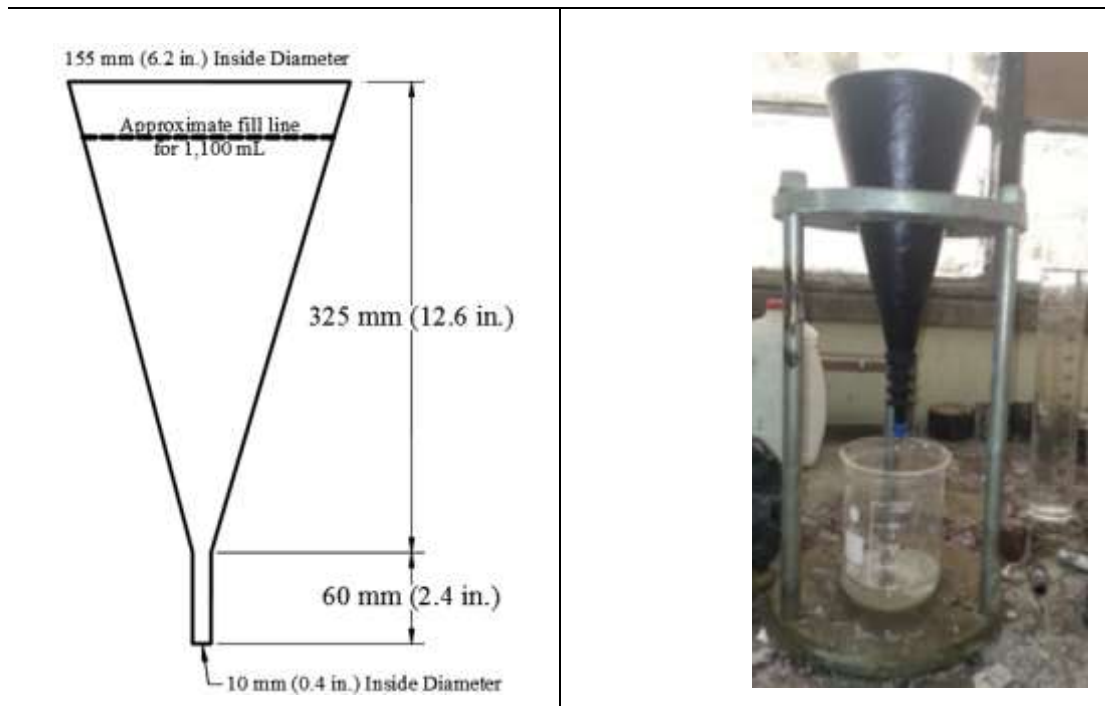 155 mm (6.2 in.) Inside Diameter
Approximate fill line
for 1,100 mL
325 mm (12.6 in.)
60 mm (2.4 in.)
10 mm (0.4 in.) Inside Diameter